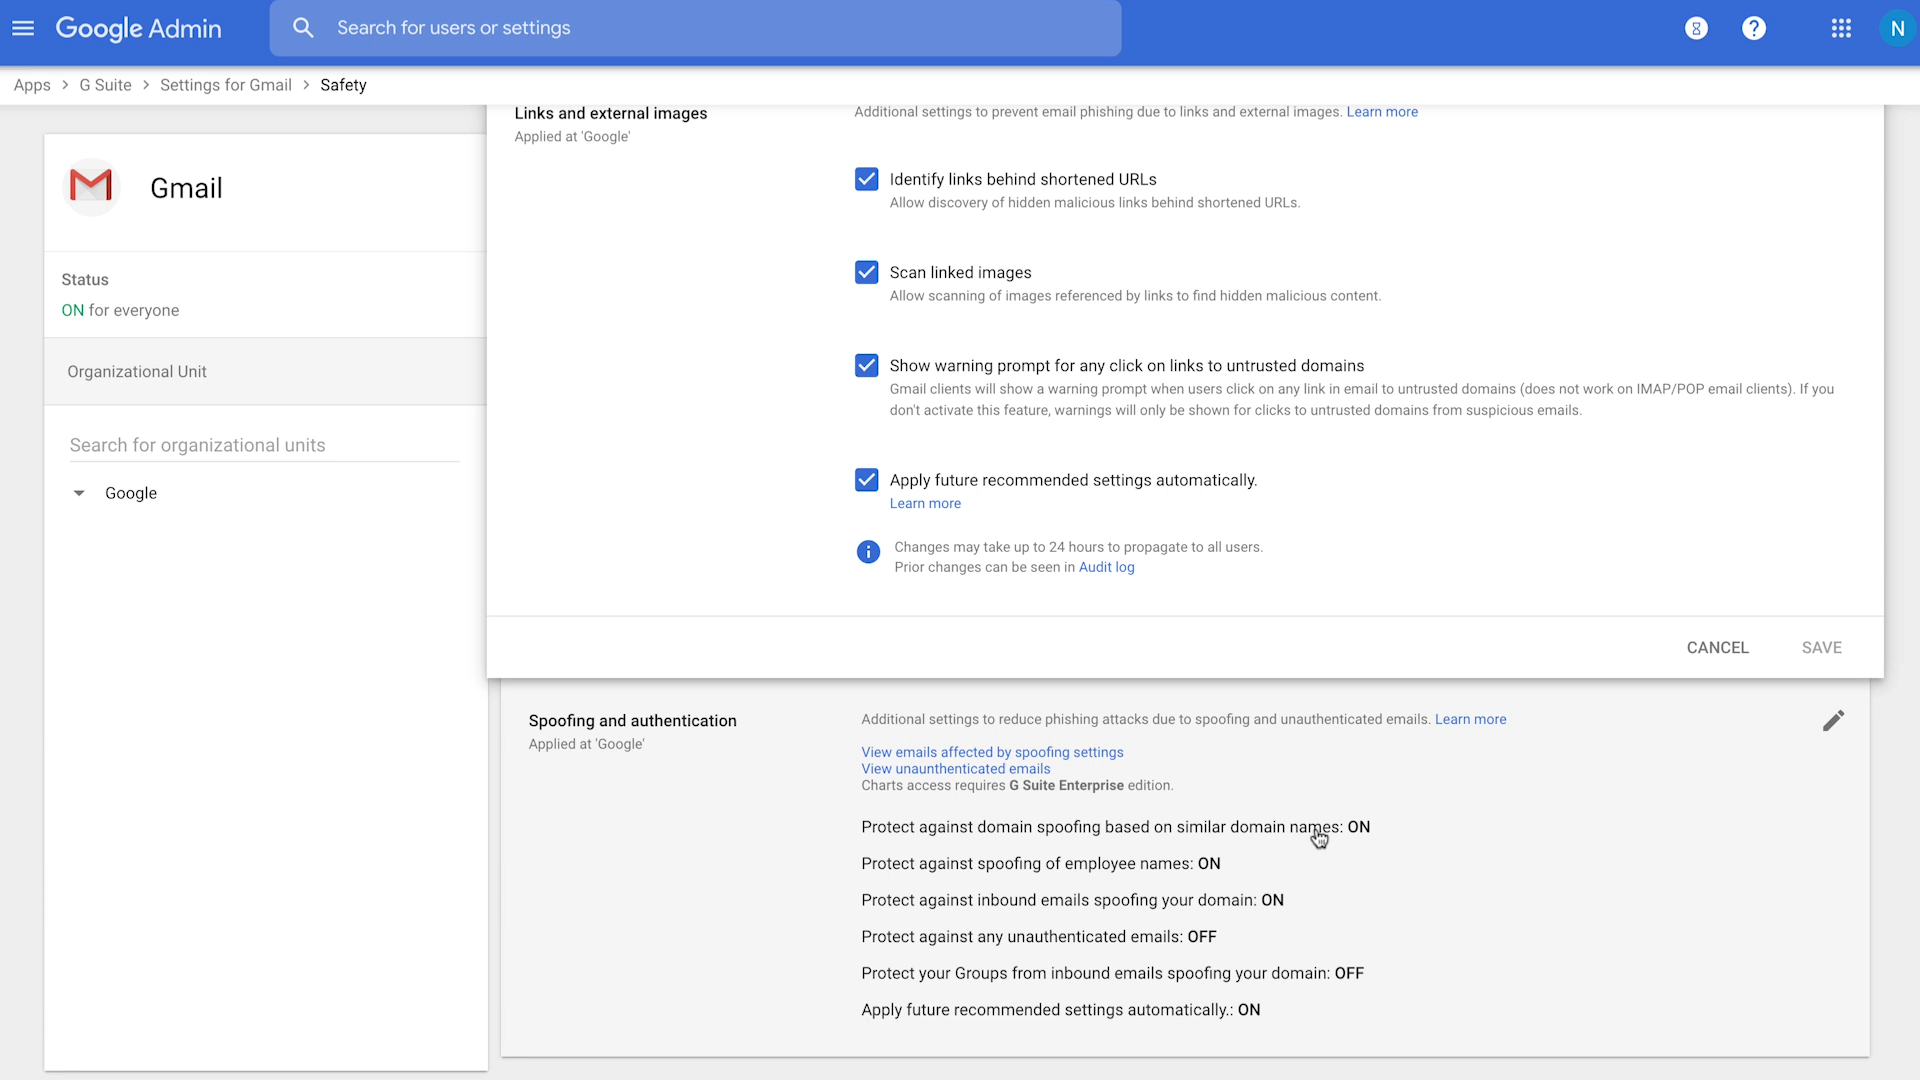 Google Admin
Search for users or settings
N
Apps > G Suite > Settings for Gmail > Safety
Gmail
Status
ON for everyone
Organizational Unit
Search for organizational units
Google
Links and external images
Applied at 'Google'
Additional settings to prevent email phishing due to links and external images. Learn more
Identify links behind shortened URLs
Allow discovery of hidden malicious links behind shortened URLs.
Scan linked images
Allow scanning of images referenced by links to find hidden malicious content.
Show warning prompt for any click on links to untrusted domains
Gmail clients will show a warning prompt when users click on any link in email to untrusted domains (does not work on IMAP/POP email clients). If you
don't activate this feature, warnings will only be shown for clicks to untrusted domains from suspicious emails.
Apply future recommended settings automatically.
Learn more
Changes may take up to 24 hours to propagate to all users.
Prior changes can be seen in Audit log
CANCEL
SAVE
Spoofing and authentication
Applied at 'Google'
Additional settings to reduce phishing attacks due to spoofing and unauthenticated emails. Learn more
View emails affected by spoofing settings
View unaunthenticated emails
Charts access requires G Suite Enterprise edition.
Protect against domain spoofing based on similar domain names: ON
Protect against spoofing of employee names: ON
Protect against inbound emails spoofing your domain: ON
Protect against any unauthenticated emails: OFF
Protect your Groups from inbound emails spoofing your domain: OFF
Apply future recommended settings automatically.: ON